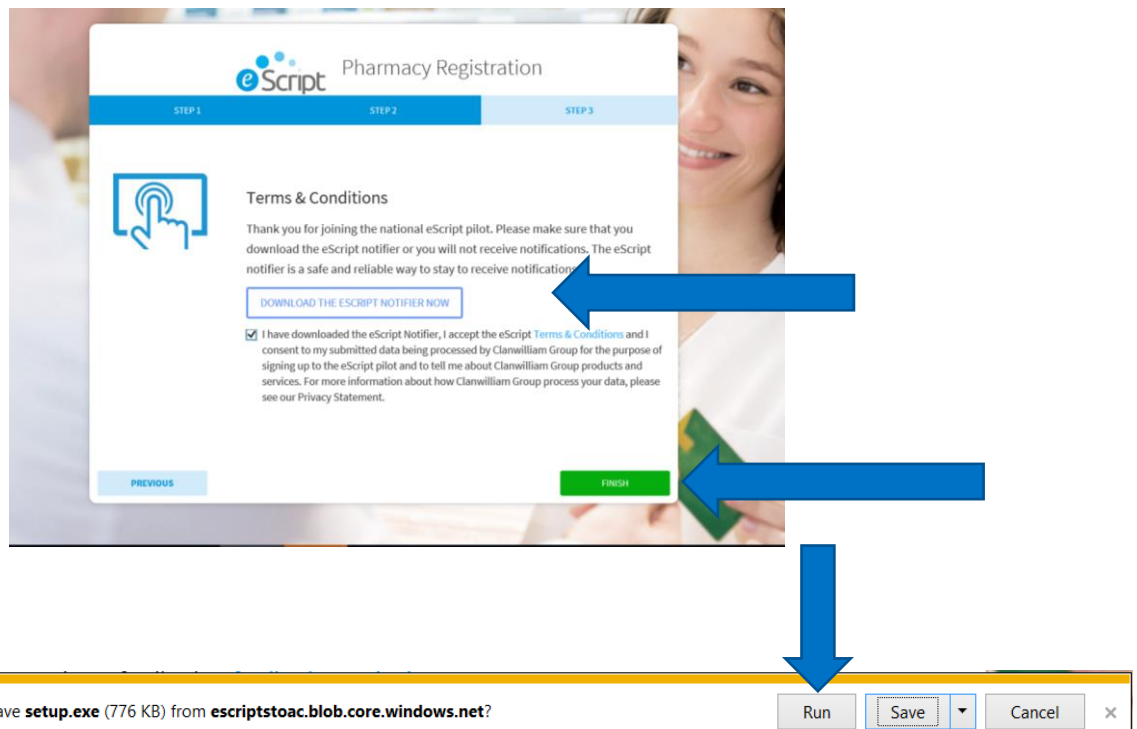 eScript Pharmacy Registration
STEP 1 STEP 2 STEP 3
Terms & Conditions
Thank you for joining the national eScript pilot. Please make sure that you
download the eScript notifier or you will not receive notifications. The eScript
notifier is a safe and reliable way to stay to receive notifications
DOWNLOAD THE ESCRIPT NOTIFIER NOW
I have downloaded the eScript Notifier, I accept the eScript Terms & Conditions and I
consent to my submitted data being processed by Clanwilliam Group for the purpose of
signing up to the eScript pilot and to tell me about Clanwilliam Group products and
services. For more information about how Clanwilliam Group process your data, please
see our Privacy Statement.
PREVIOUS FINISH
ave setup.exe (776 KB) from escriptstoac.blob.core.windows.net? Run Save Cancel ×